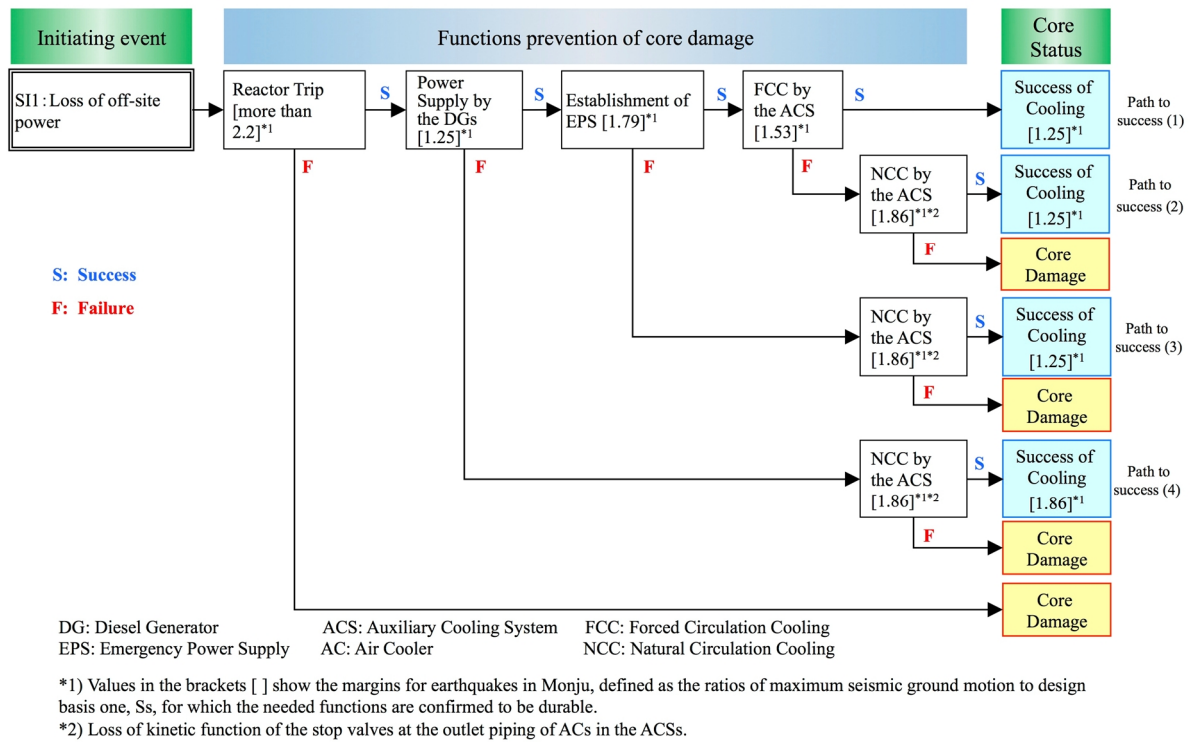 Initiating event
Functions prevention of core damage
Core
Status
SI1 : Loss of off-site
power
Reactor Trip
[more than
2.2]*1
F
S
Power
Supply by
the DGs
[1.25]*1
F
S
Establishment of
EPS [1.79]*1
F
S
FCC by
the ACS
[1.53]*1
F
S
Success of
Cooling
[1.25]*1
Path to
success (1)
NCC by
the ACS
[1.86]*1*2
S
Success of
Cooling
[1.25]*1
Path to
success (2)
F
Core
Damage
S: Success
F: Failure
NCC by
the ACS
[1.86]*1*2
S
Success of
Cooling
[1.25]*1
Path to
success (3)
F
Core
Damage
NCC by
the ACS
[1.86]*1*2
S
Success of
Cooling
[1.86]*1
Path to
success (4)
F
Core
Damage
Core
Damage
DG: Diesel Generator ACS: Auxiliary Cooling System FCC: Forced Circulation Cooling
EPS: Emergency Power Supply AC: Air Cooler NCC: Natural Circulation Cooling
*1) Values in the brackets [ ] show the margins for earthquakes in Monju, defined as the ratios of maximum seismic ground motion to design
basis one, Ss, for which the needed functions are confirmed to be durable.
*2) Loss of kinetic function of the stop valves at the outlet piping of ACs in the ACSs.